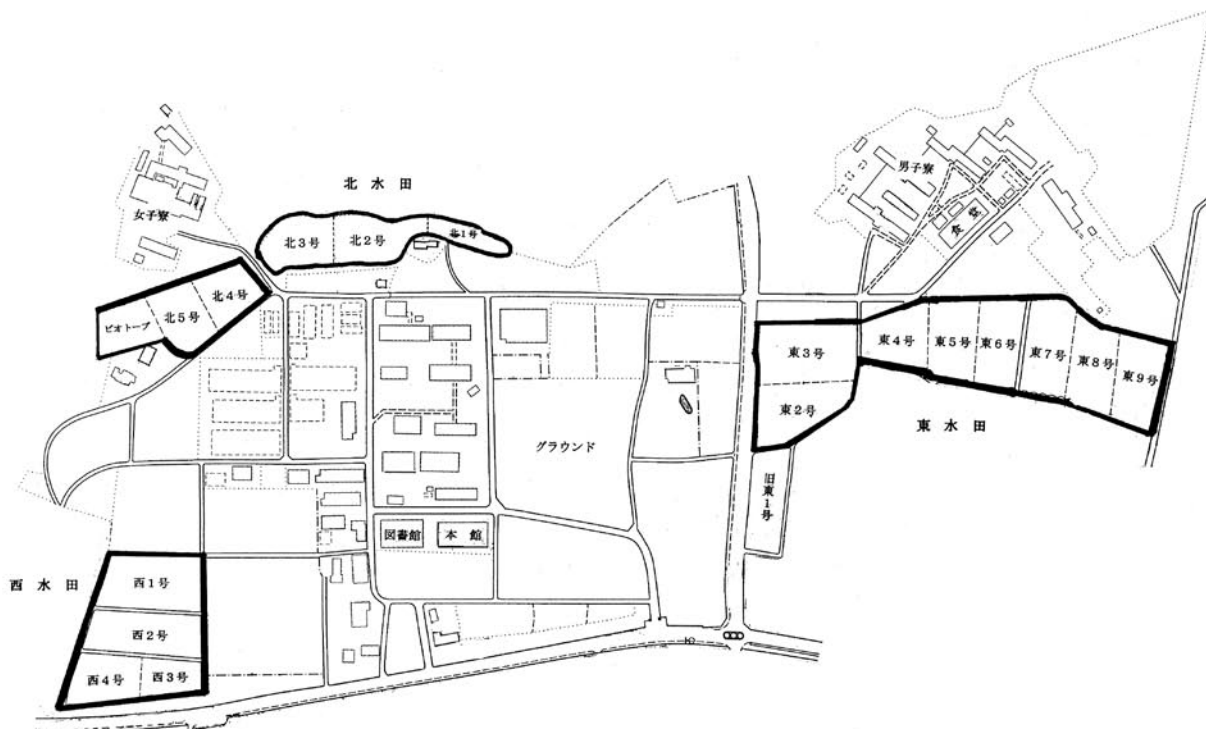 北水田
女子寮
北3号
北2号
北1号
男子寮
食堂
北4号
北5号
ビオトープ
東3号
東2号
東4号
東5号
東6号
東7号
東8号
東9号
東水田
グラウンド
旧東1号
図書館
本館
西水田
西1号
西2号
西4号
西3号